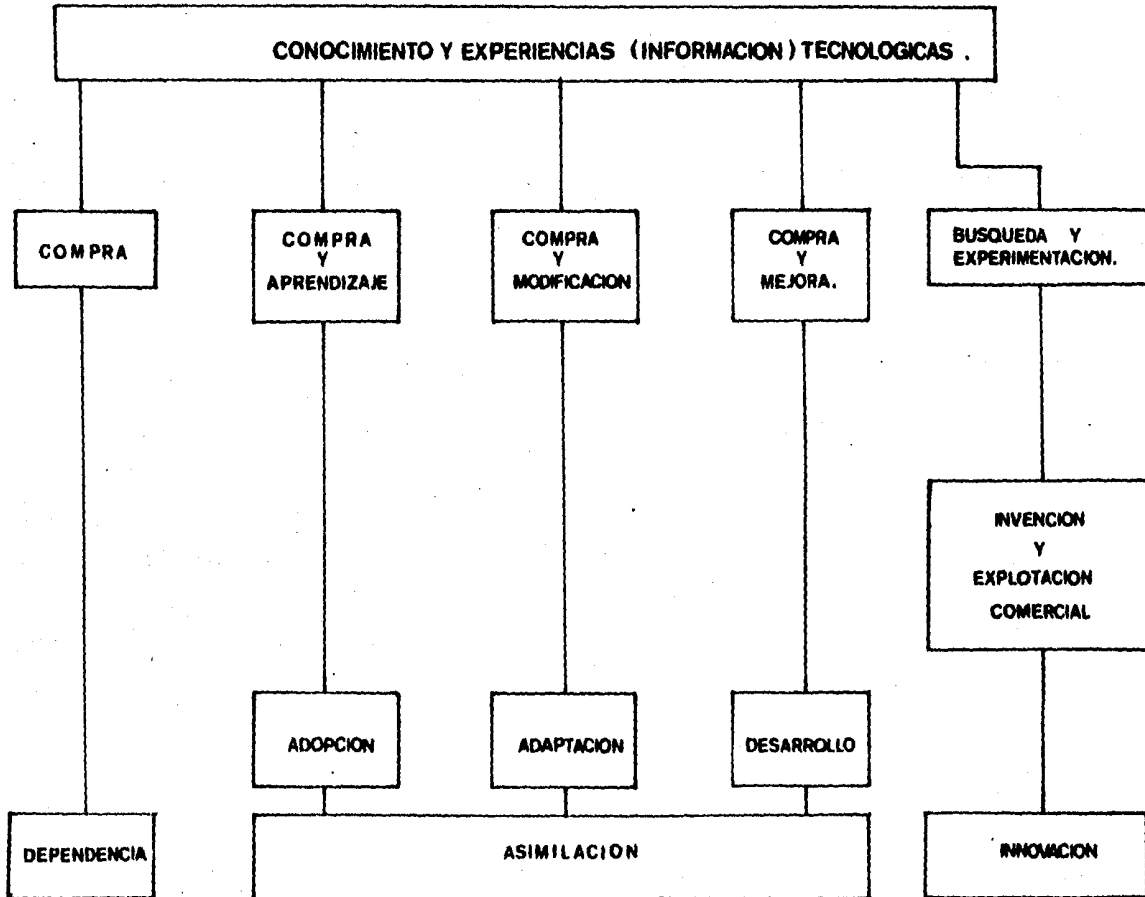 CONOCIMIENTO Y EXPERIENCIAS (INFORMACION) TECNOLOGICAS .
COMPRA
COMPRA
Y
APRENDIZAJE
COMPRA
Y
MODIFICACION
COMPRA
Y
MEJORA.
BUSQUEDA Y
EXPERIMENTACION.
INVENCION
Y
EXPLOTACION
COMERCIAL
ADOPCION
ADAPTACION
DESARROLLO
DEPENDENCIA
ASIMILACION
INNOVACION